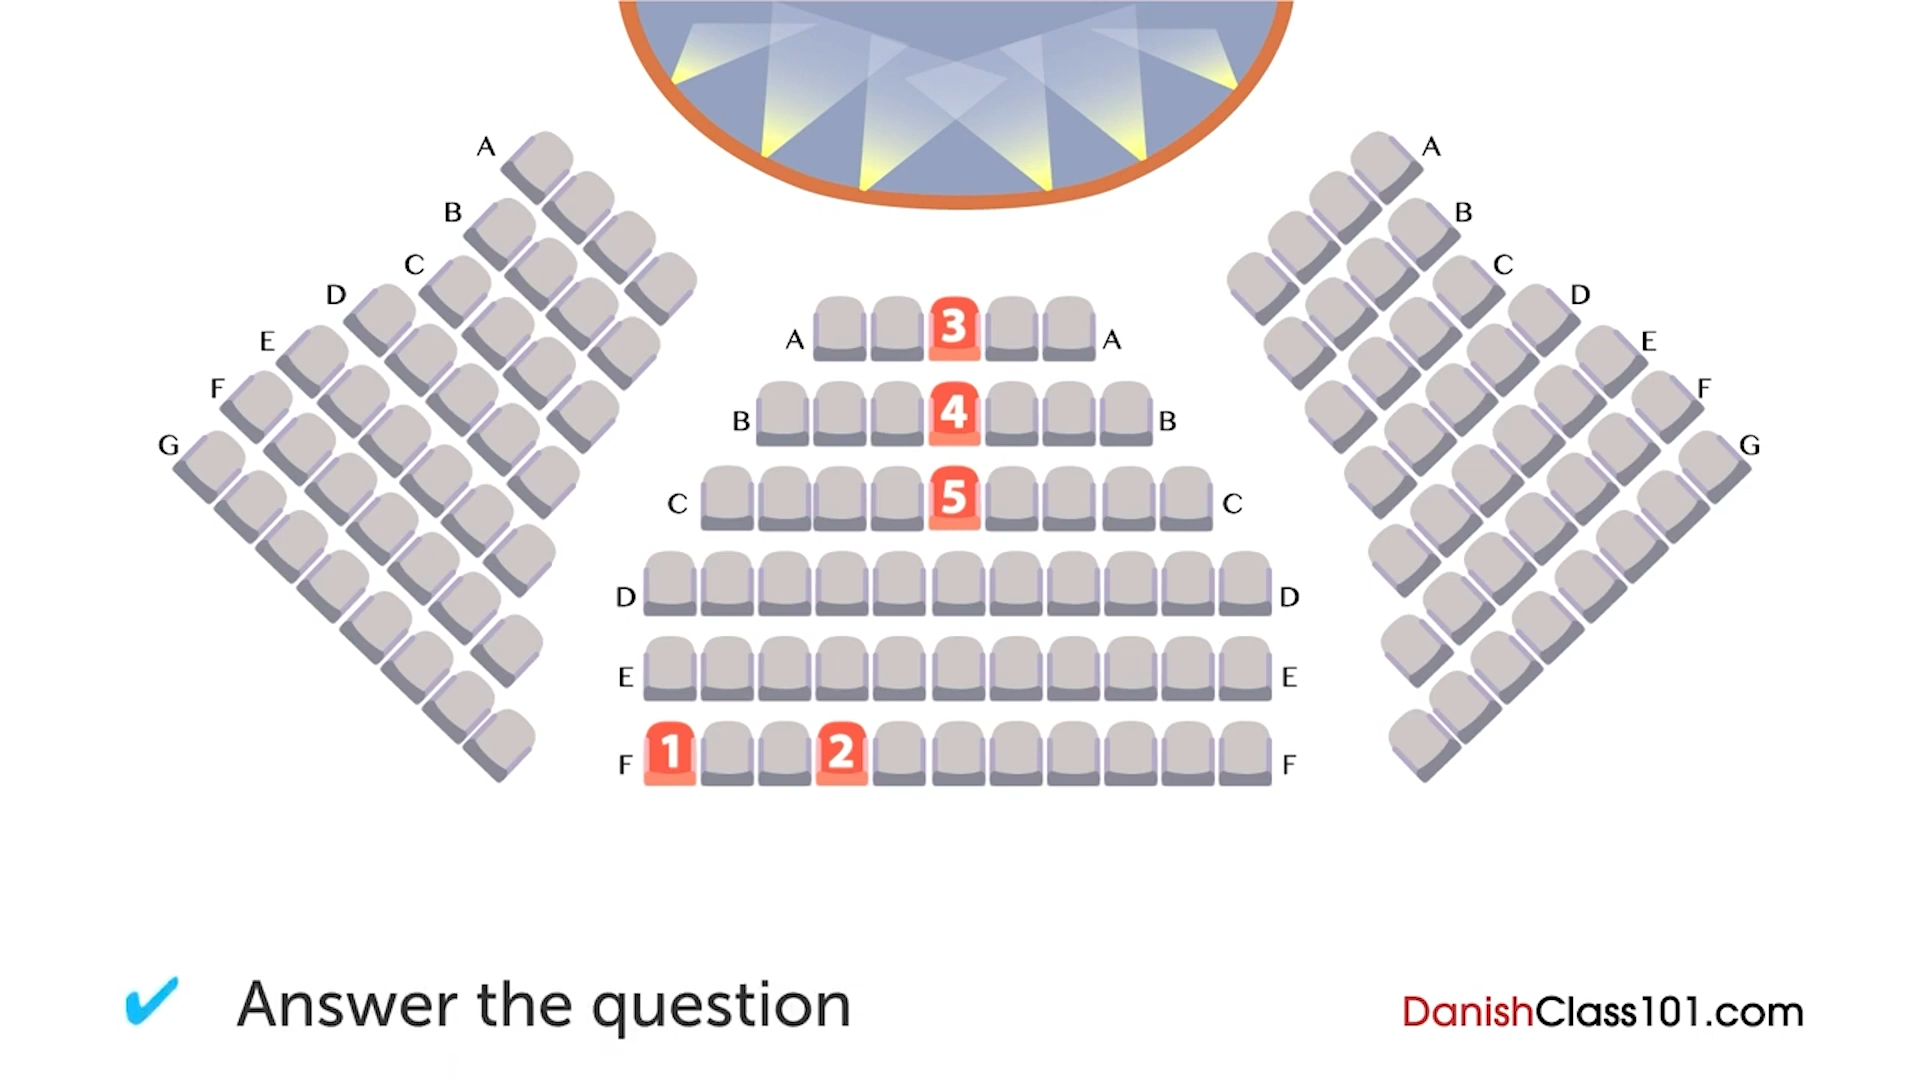 A A
B B
C C
D D
E E
F F
G G
A 3 A
B 4 B
C 5 C
D D
E E
F 1 2 F
✔ Answer the question
DanishClass101.com